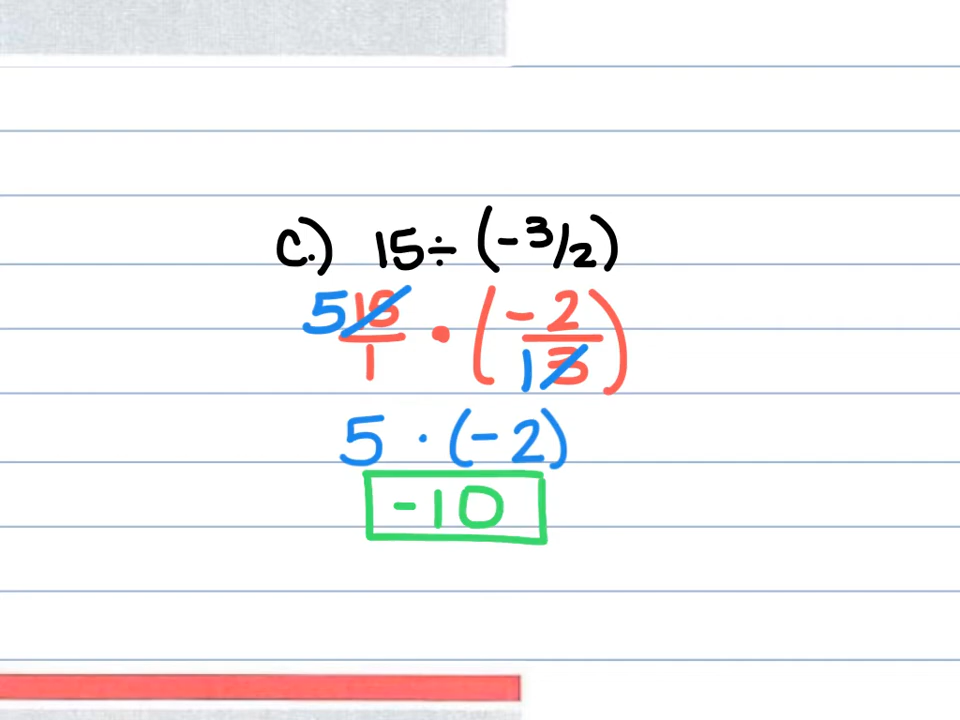 c.) 15 ÷ (-3/2)
5 15/1 · (-2/1 3)
5 · (-2)
-10